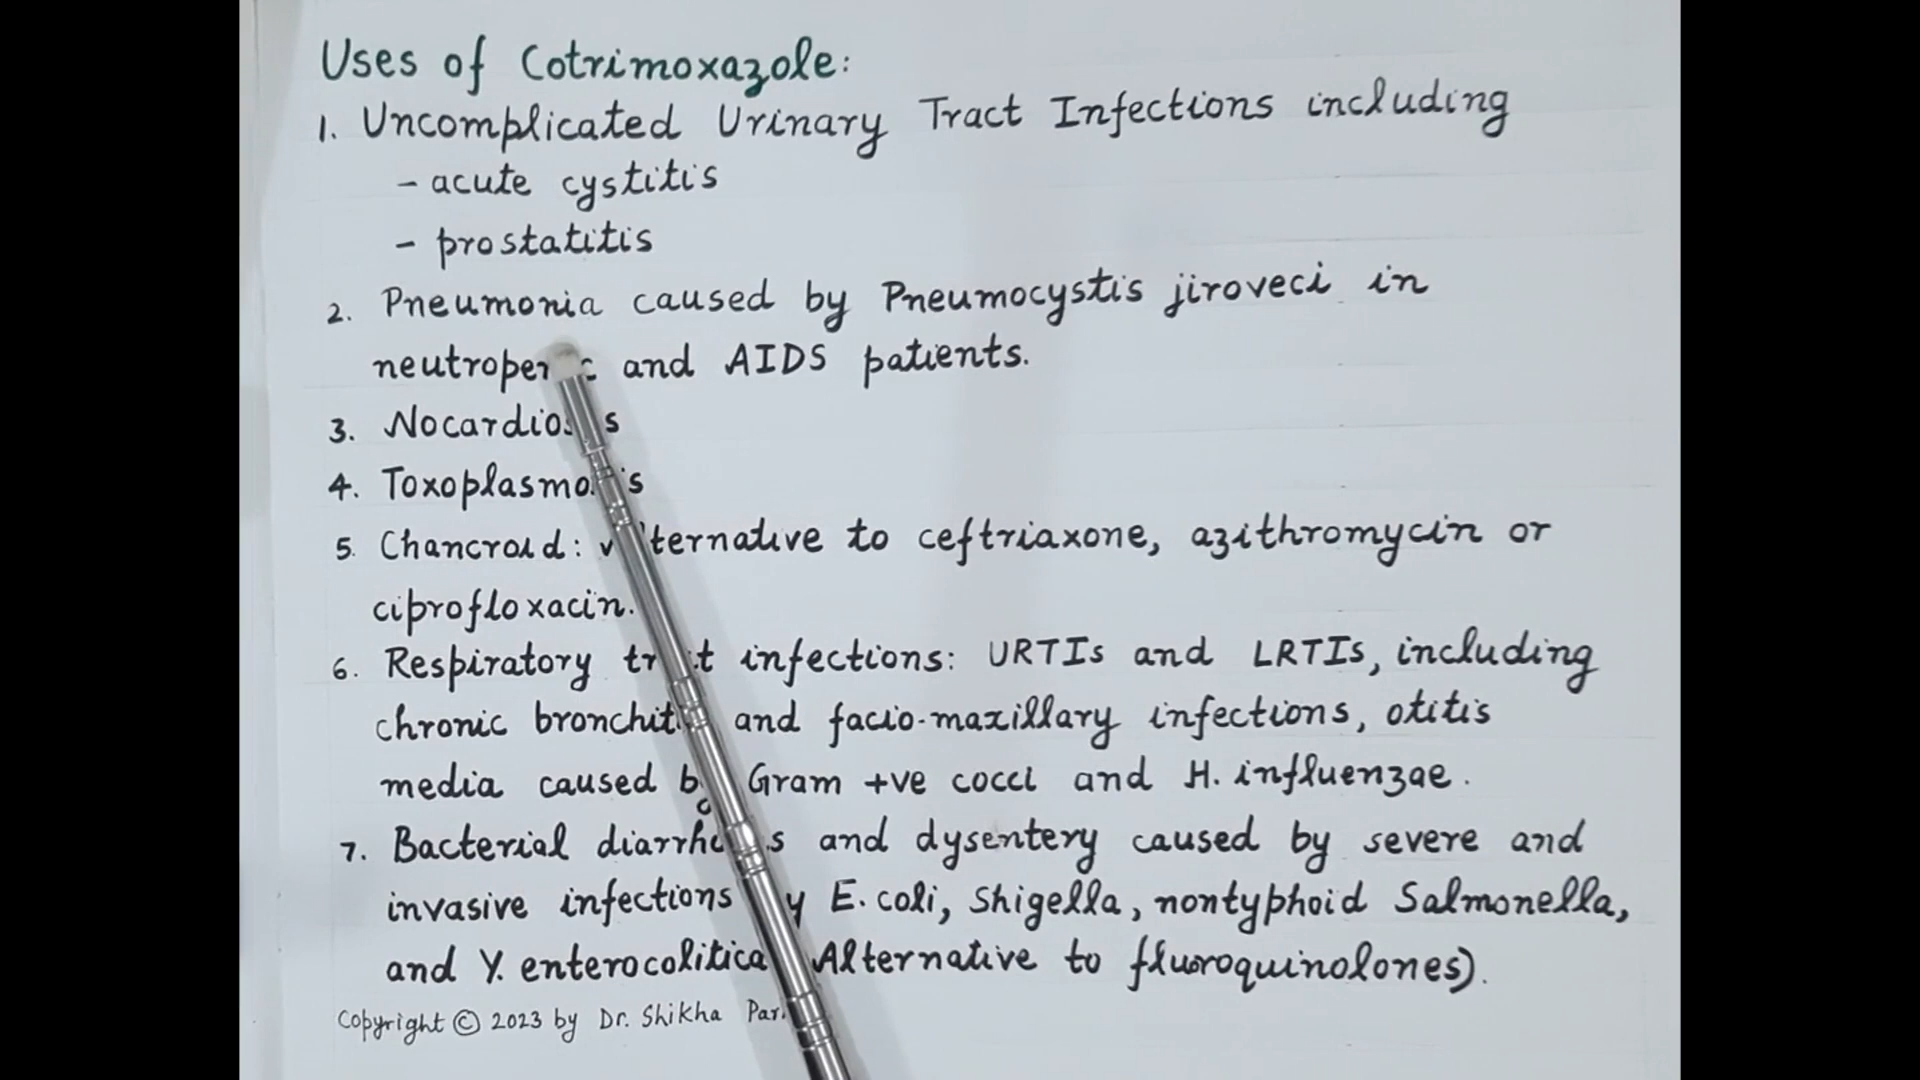 Uses of Cotrimoxazole:
1. Uncomplicated Urinary Tract Infections including
- acute cystitis
- prostatitis
2. Pneumonia caused by Pneumocystis jiroveci in
and AIDS patients.
3.
4.
5. Chancroid: to ceftriaxone, azithromycin or
ciprofloxacin.
6. Respiratory infections: URTIs and LRTIs, including
chronic and facio-maxillary infections, otitis
media caused Gram +ve cocci and H. influenzae.
7. Bacterial and dysentery caused by severe and
invasive infections E. coli, Shigella, nontyphoid Salmonella,
and Y. enterocolitica Alternative to fluoroquinolones).
Copyright © 2023 by Dr. Shikha